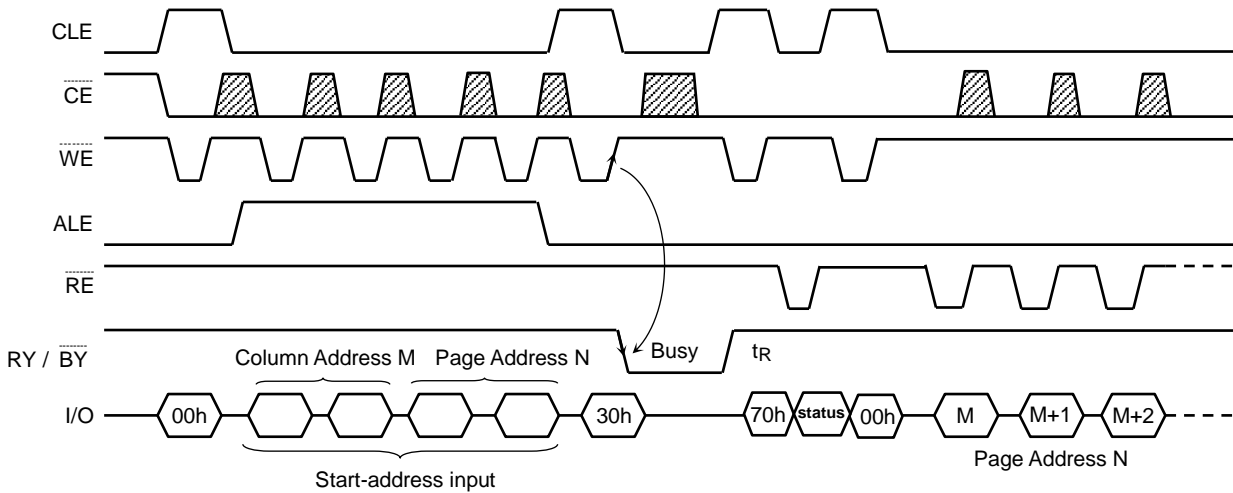 CLE
CE
WE
ALE
RE
RY / BY
Busy
tR
Column Address M
Page Address N
I/O
00h
30h
70h
status
00h
M
M+1
M+2
Start-address input
Page Address N